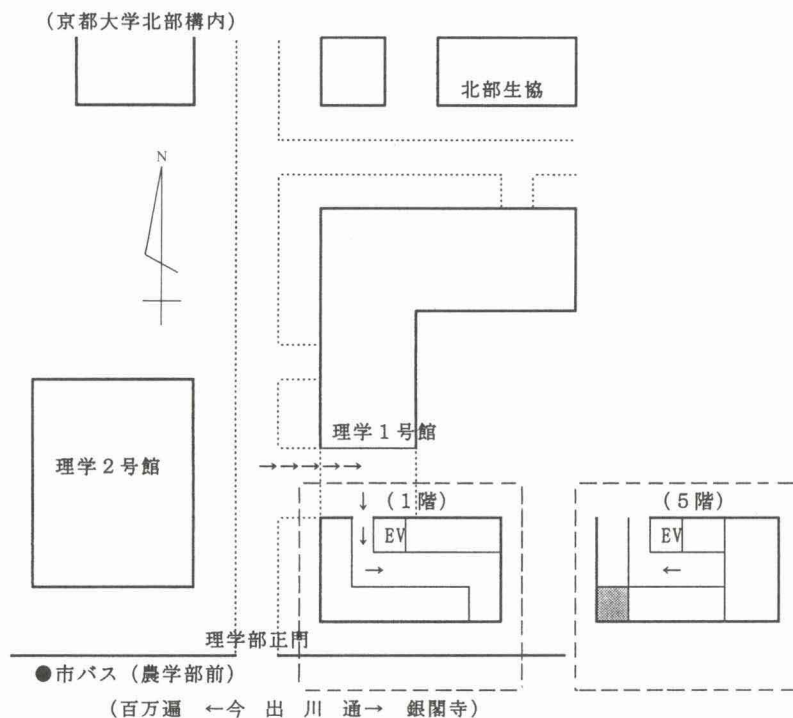 (京都大学北部構内)
北部生協
N
理学1号館
理学2号館
→→→→→
↓ (1階)
(5階)
↓ EV
EV
→
←
理学部正門
●市バス (農学部前)
(百万遍 ←今 出 川 通→ 銀閣寺)